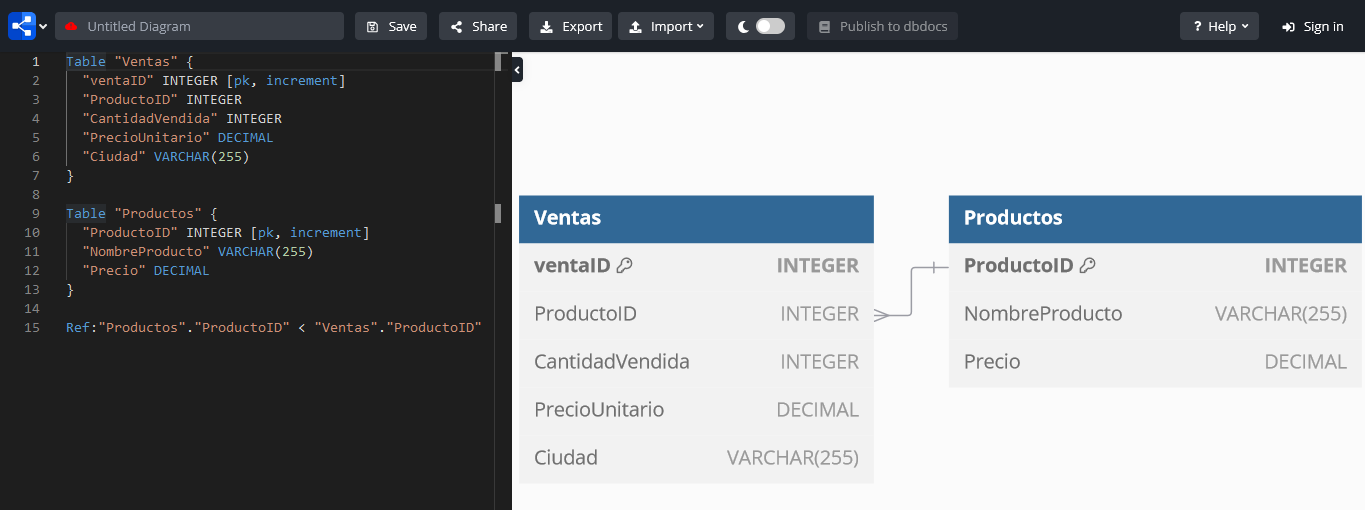 Untitled Diagram Save Share Export Import Publish to dbdocs ? Help Sign in
1 Table "Ventas" {
2 "ventaID" INTEGER [pk, increment]
3 "ProductoID" INTEGER
4 "CantidadVendida" INTEGER
5 "PrecioUnitario" DECIMAL
6 "Ciudad" VARCHAR(255)
7 }
8
9 Table "Productos" {
10 "ProductoID" INTEGER [pk, increment]
11 "NombreProducto" VARCHAR(255)
12 "Precio" DECIMAL
13 }
14
15 Ref:"Productos"."ProductoID" < "Ventas"."ProductoID"
Ventas
ventaID INTEGER
ProductoID INTEGER
CantidadVendida INTEGER
PrecioUnitario DECIMAL
Ciudad VARCHAR(255)
Productos
ProductoID INTEGER
NombreProducto VARCHAR(255)
Precio DECIMAL